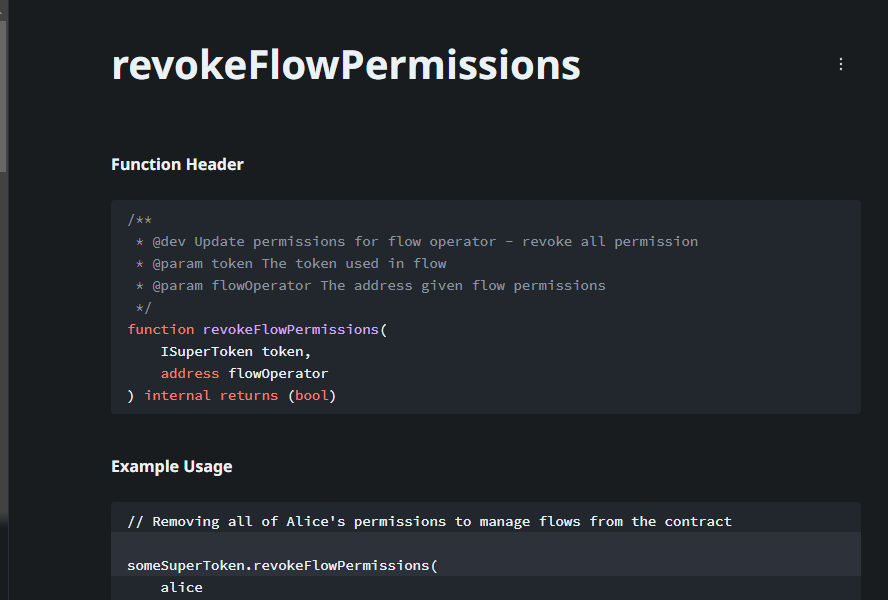 revokeFlowPermissions
Function Header
/**
 * @dev Update permissions for flow operator - revoke all permission
 * @param token The token used in flow
 * @param flowOperator The address given flow permissions
 */
function revokeFlowPermissions(
    ISuperToken token,
    address flowOperator
) internal returns (bool)
Example Usage
// Removing all of Alice's permissions to manage flows from the contract
someSuperToken.revokeFlowPermissions(
    alice